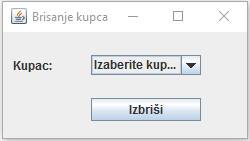 Brisanje kupca
Kupac:
Izaberite kup...
Izbriši